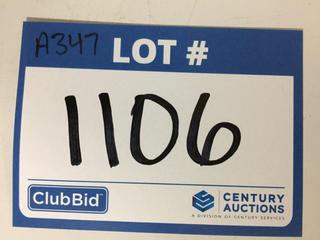 A347 LOT #
1106
ClubBid
CENTURY
AUCTIONS
A DIVISION OF CENTURY SERVICES